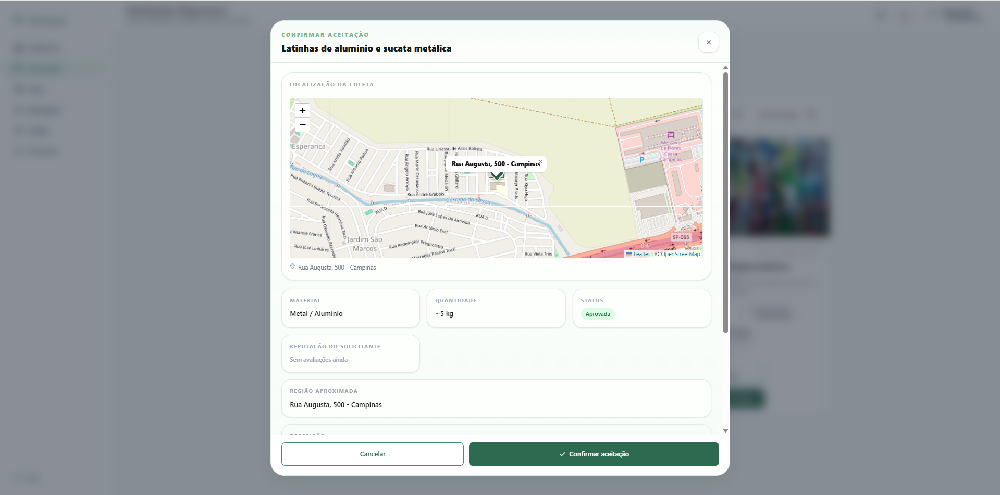 CONFIRMAR ACEITAÇÃO
Latinhas de alumínio e sucata metálica
×
LOCALIZAÇÃO DA COLETA
+
−
Esperanca
Rua Arildo Valadão
Rua Antonio Padua
Rua Uriassu de Assis Batista
Rua Angelo Arroyo
Rua Mario Octaviano
Medalon
Ghilardi
Rua Augusta, 500 - Campinas
×
Moacyr Prado
Rua Kiyo Higa
Mercado
de Flores
Ceasa
Campinas
P
ego da Lagoa
Rua Roberto Bueno Teixeira
Rua André Grabois
Córrego da Lagoa
Rua Professora Herminia Ricci
Rua Oswaldo Rezende
RUA D
Rua Júlia Lopes de Almeida
RUA D
Rua Antônio Exel
a Anatole France
Jardim São
Marcos
Rua Redemptor Pregnolatto
Rua José Linhares
Mercedez Passos Tozzi
Rua Viela Tres
SP-065
141
Leaflet | © OpenStreetMap
Rua Augusta, 500 - Campinas
MATERIAL
Metal / Alumínio
QUANTIDADE
~5 kg
STATUS
Aprovada
REPUTAÇÃO DO SOLICITANTE
Sem avaliações ainda
REGIÃO APROXIMADA
Rua Augusta, 500 - Campinas
Cancelar
✓ Confirmar aceitação